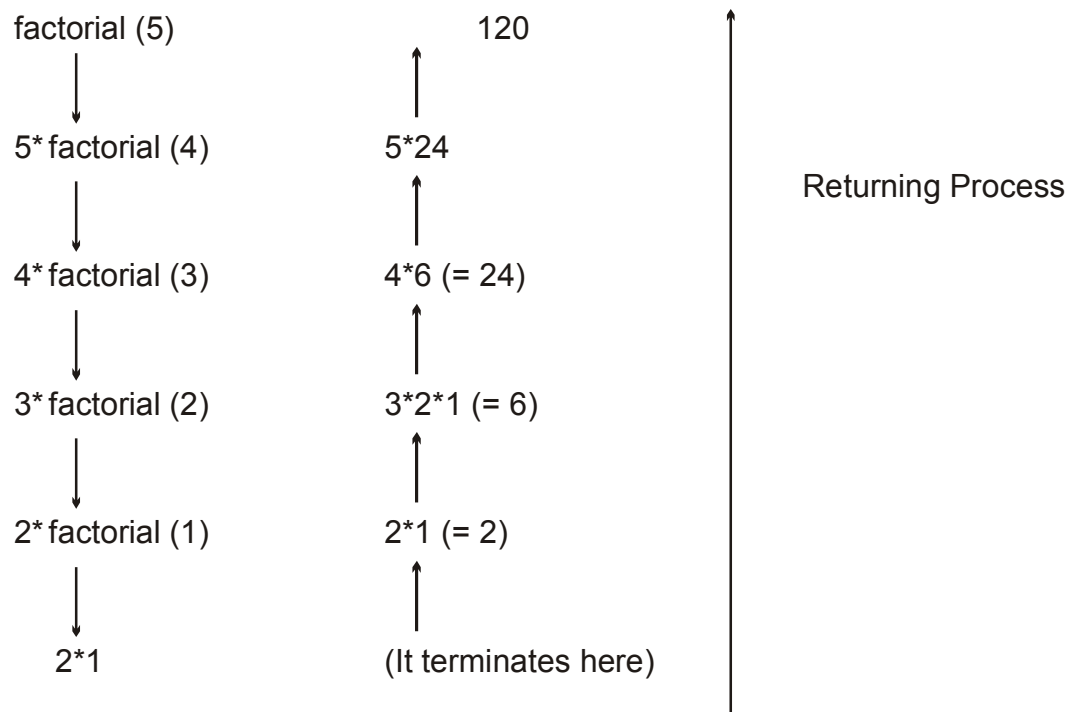 factorial (5) 120
5* factorial (4) 5*24
Returning Process
4* factorial (3) 4*6 (= 24)
3* factorial (2) 3*2*1 (= 6)
2* factorial (1) 2*1 (= 2)
2*1 (It terminates here)